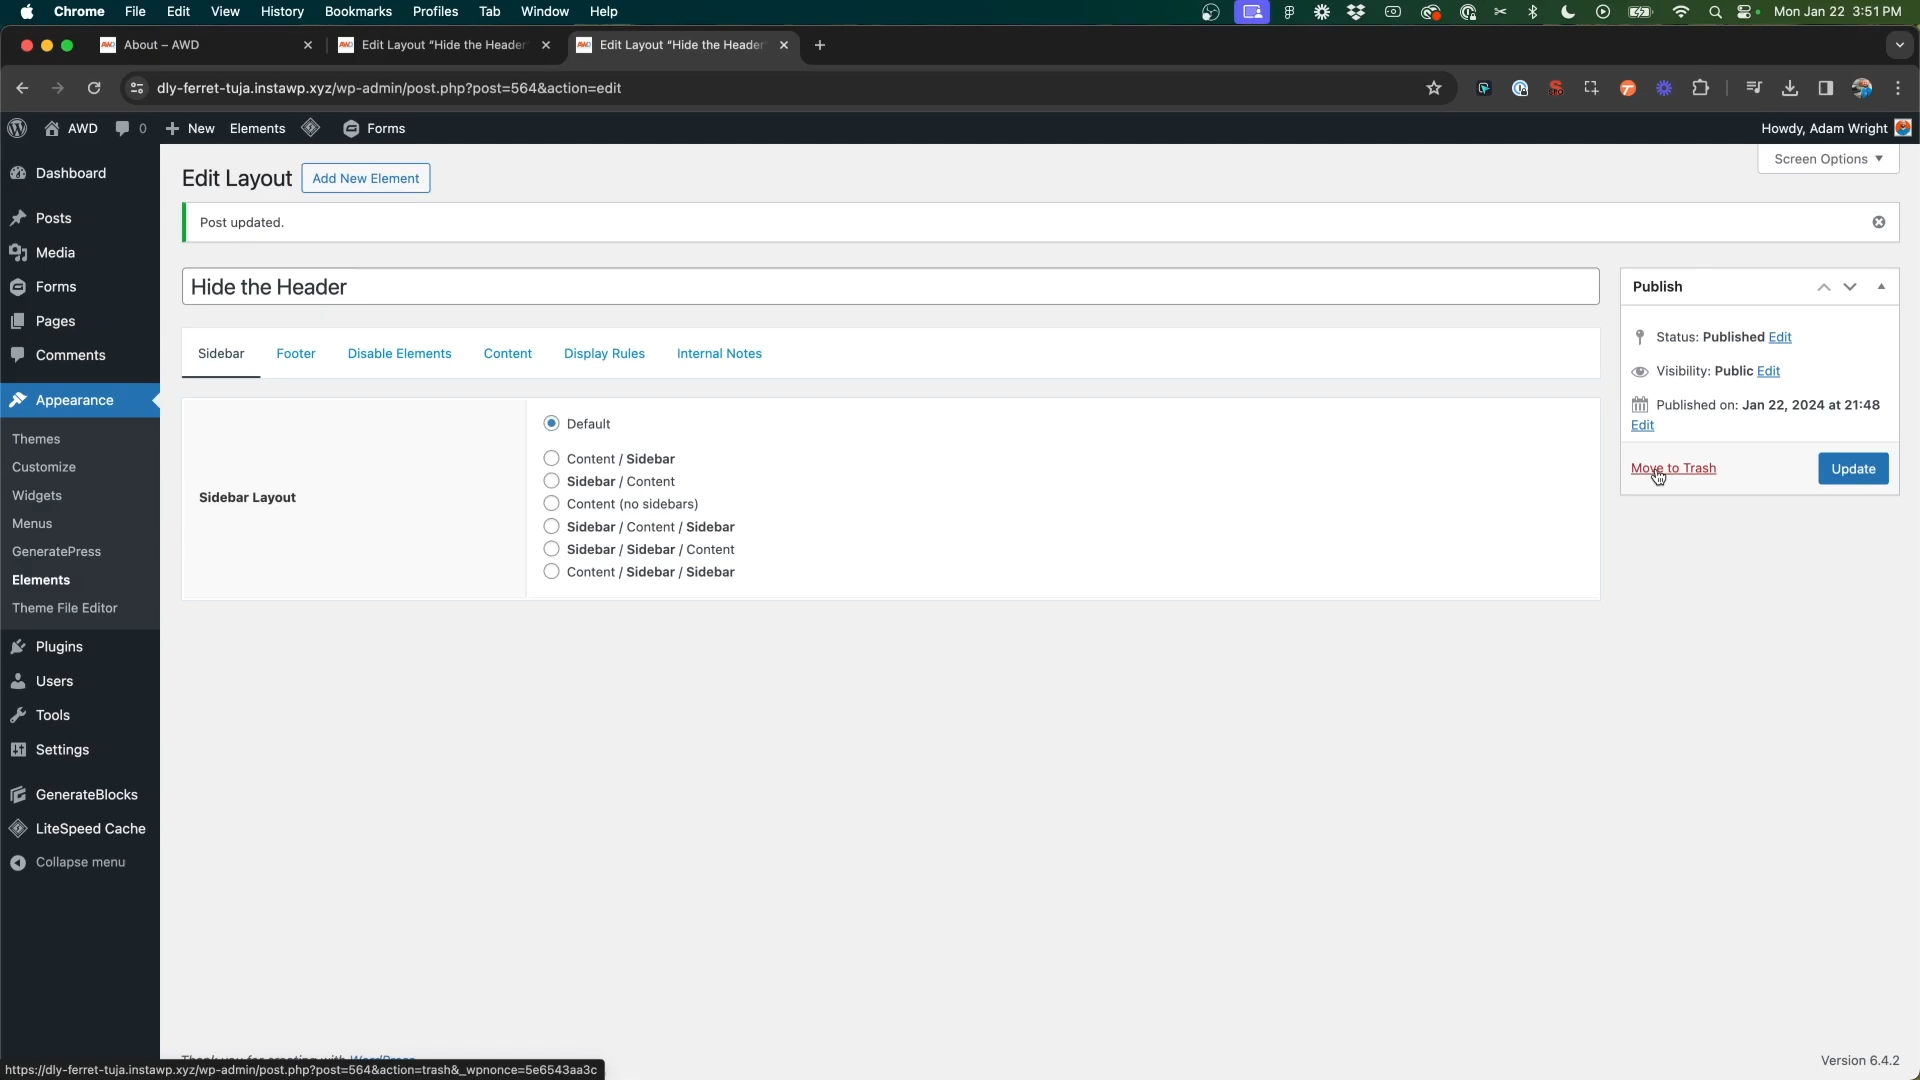 Chrome File Edit View History Bookmarks Profiles Tab Window Help Mon Jan 22 3:51 PM
About – AWD
Edit Layout “Hide the Header
Edit Layout “Hide the Header
dly-ferret-tuja.instawp.xyz/wp-admin/post.php?post=564&action=edit
AWD 0 New Elements Forms Howdy, Adam Wright
Screen Options
Dashboard
Posts
Media
Forms
Pages
Comments
Appearance
Themes
Customize
Widgets
Menus
GeneratePress
Elements
Theme File Editor
Plugins
Users
Tools
Settings
GenerateBlocks
LiteSpeed Cache
Collapse menu
Edit Layout Add New Element
Post updated.
Hide the Header
Sidebar Footer Disable Elements Content Display Rules Internal Notes
Sidebar Layout
Default
Content / Sidebar
Sidebar / Content
Content (no sidebars)
Sidebar / Content / Sidebar
Sidebar / Sidebar / Content
Content / Sidebar / Sidebar
Publish
Status: Published Edit
Visibility: Public Edit
Published on: Jan 22, 2024 at 21:48
Edit
Move to Trash Update
Thank you for creating with WordPress
Version 6.4.2
https://dly-ferret-tuja.instawp.xyz/wp-admin/post.php?post=564&action=trash&_wpnonce=5e6543aa3c